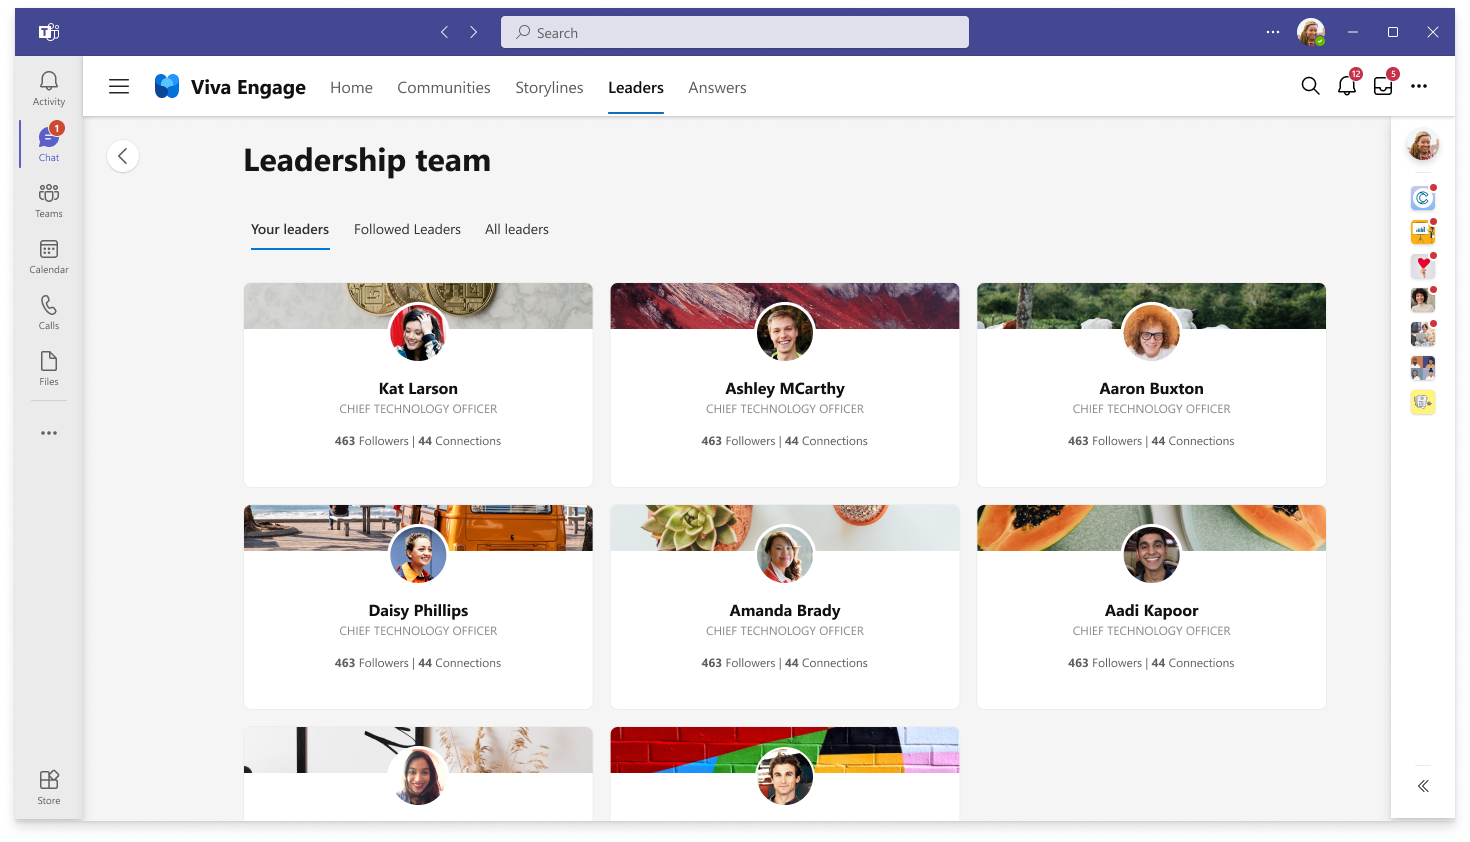 Search
Activity
1
Chat
Teams
Calendar
Calls
Files
Store
Viva Engage
Home
Communities
Storylines
Leaders
Answers
12
5
Leadership team
Your leaders
Followed Leaders
All leaders
Kat Larson
CHIEF TECHNOLOGY OFFICER
463 Followers | 44 Connections
Ashley MCarthy
CHIEF TECHNOLOGY OFFICER
463 Followers | 44 Connections
Aaron Buxton
CHIEF TECHNOLOGY OFFICER
463 Followers | 44 Connections
Daisy Phillips
CHIEF TECHNOLOGY OFFICER
463 Followers | 44 Connections
Amanda Brady
CHIEF TECHNOLOGY OFFICER
463 Followers | 44 Connections
Aadi Kapoor
CHIEF TECHNOLOGY OFFICER
463 Followers | 44 Connections